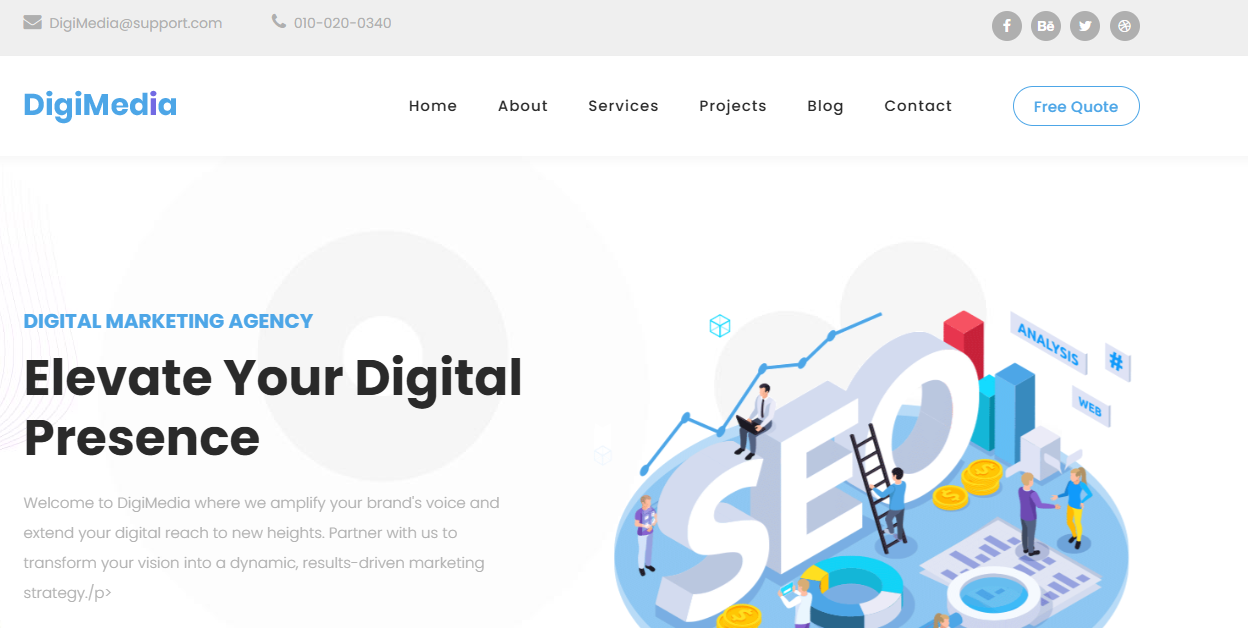 DigiMedia@support.com
010-020-0340
Bē
DigiMedia
Home
About
Services
Projects
Blog
Contact
Free Quote
DIGITAL MARKETING AGENCY
Elevate Your Digital
Presence
Welcome to DigiMedia where we amplify your brand's voice and
extend your digital reach to new heights. Partner with us to
transform your vision into a dynamic, results-driven marketing
strategy./p>
SEO
ANALYSIS
#
WEB